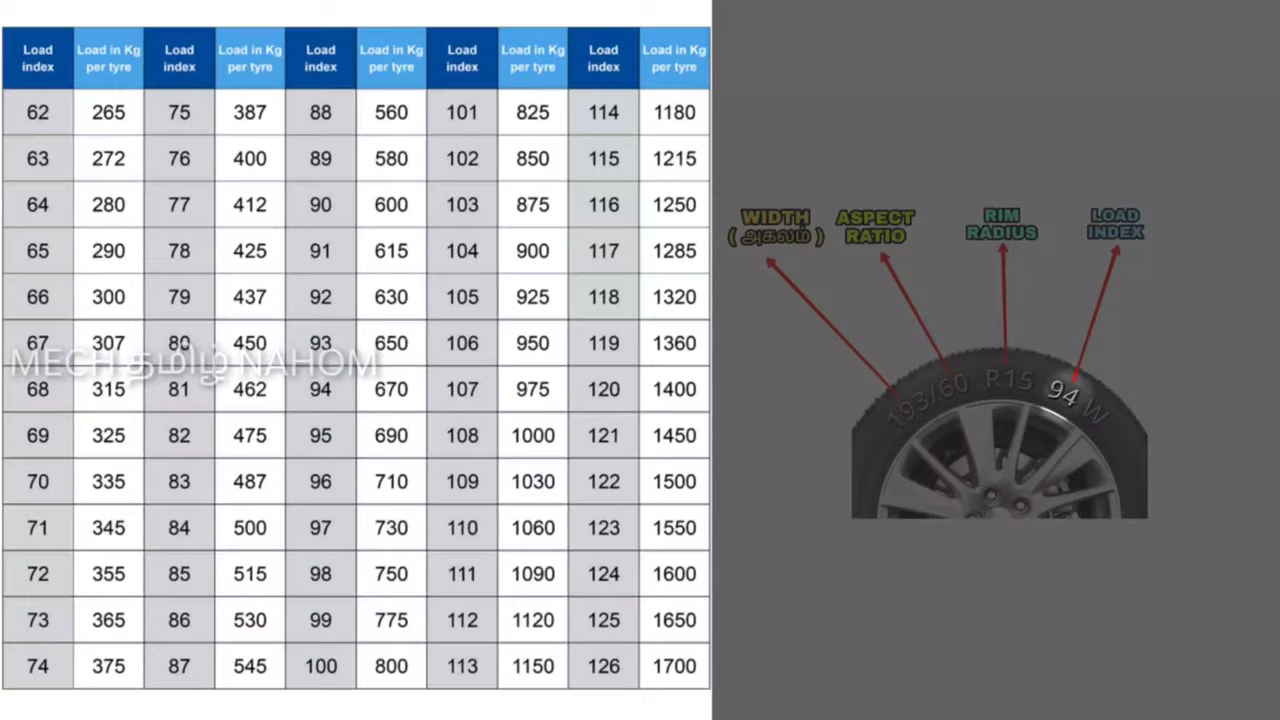 Load index Load in Kg per tyre Load index Load in Kg per tyre Load index Load in Kg per tyre Load index Load in Kg per tyre Load index Load in Kg per tyre
62 265 75 387 88 560 101 825 114 1180
63 272 76 400 89 580 102 850 115 1215
64 280 77 412 90 600 103 875 116 1250
65 290 78 425 91 615 104 900 117 1285
66 300 79 437 92 630 105 925 118 1320
67 307 80 450 93 650 106 950 119 1360
MECH தமிழ் NAHOM
68 315 81 462 94 670 107 975 120 1400
69 325 82 475 95 690 108 1000 121 1450
70 335 83 487 96 710 109 1030 122 1500
71 345 84 500 97 730 110 1060 123 1550
72 355 85 515 98 750 111 1090 124 1600
73 365 86 530 99 775 112 1120 125 1650
74 375 87 545 100 800 113 1150 126 1700
WIDTH
( அகலம் )
ASPECT
RATIO
RIM
RADIUS
LOAD
INDEX
193/60 R15 94 W